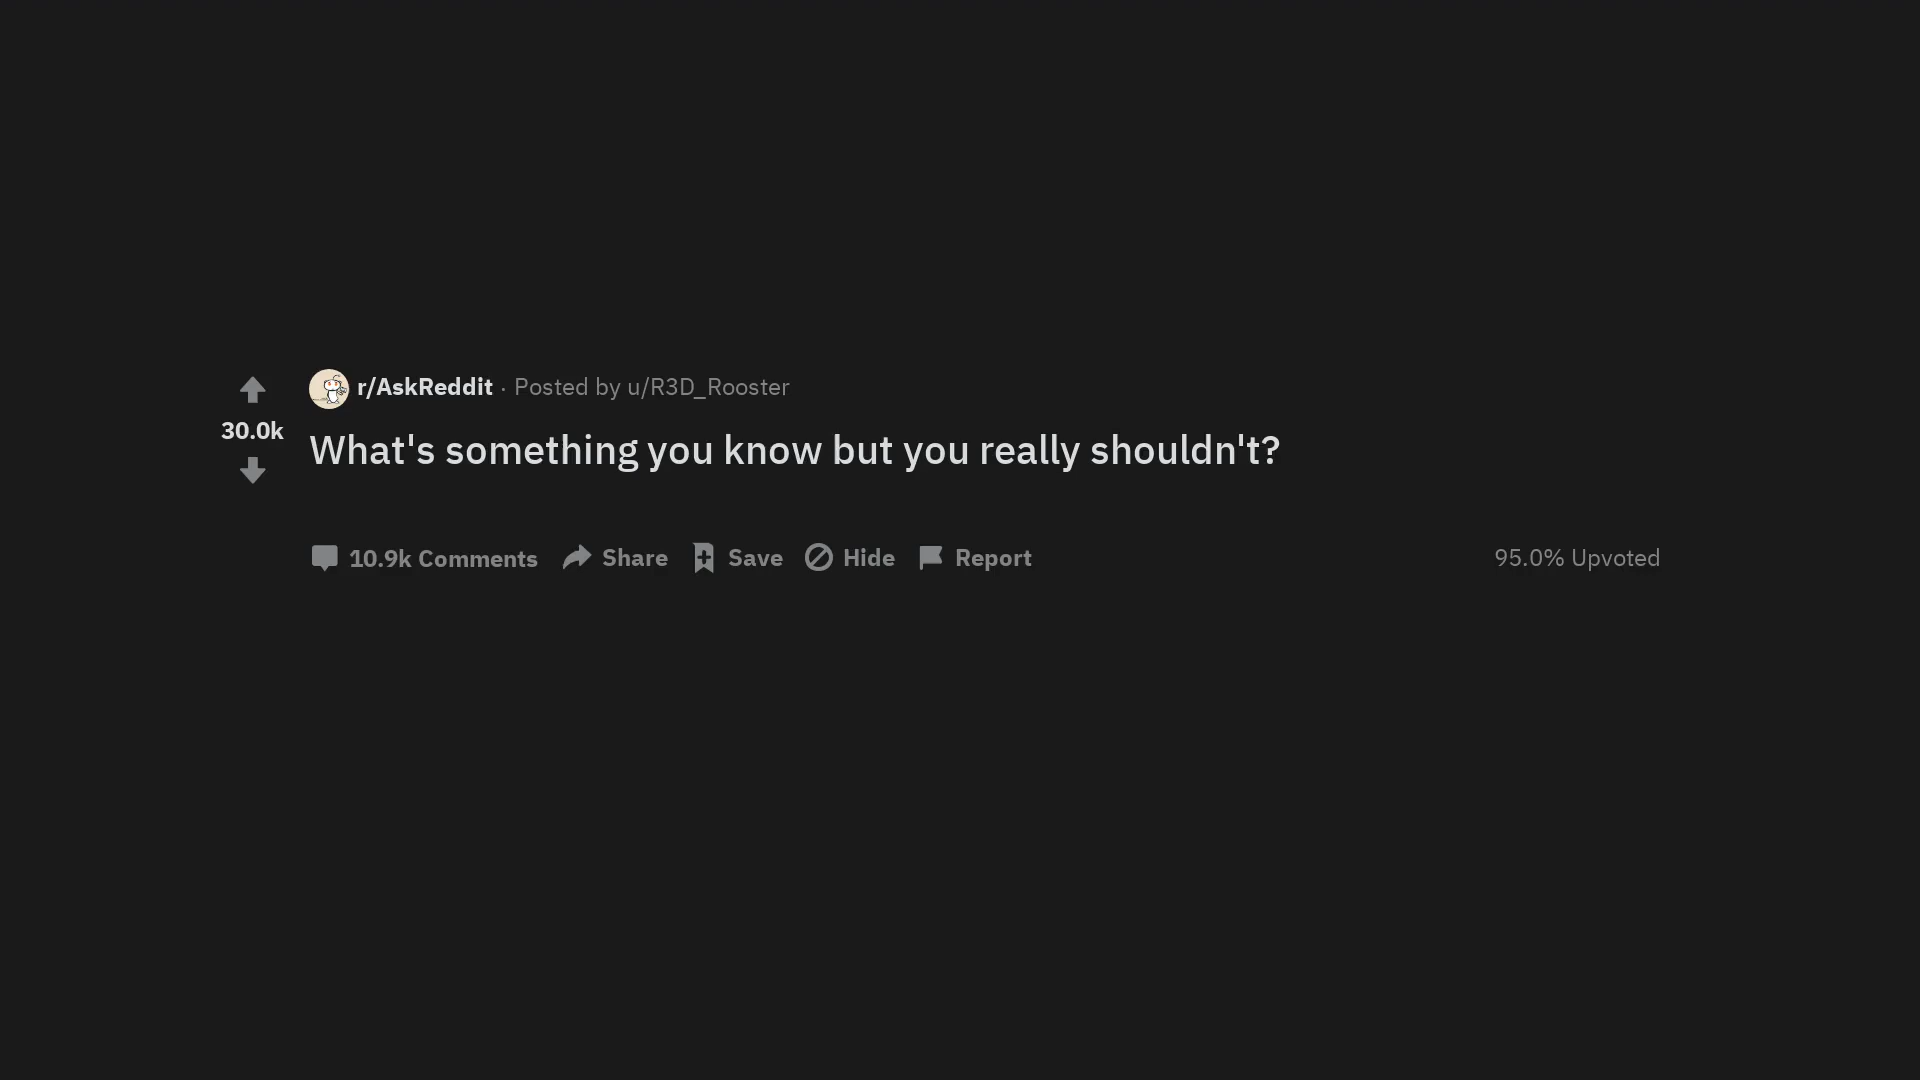 r/AskReddit · Posted by u/R3D_Rooster
30.0k
What's something you know but you really shouldn't?
10.9k Comments Share Save Hide Report 95.0% Upvoted